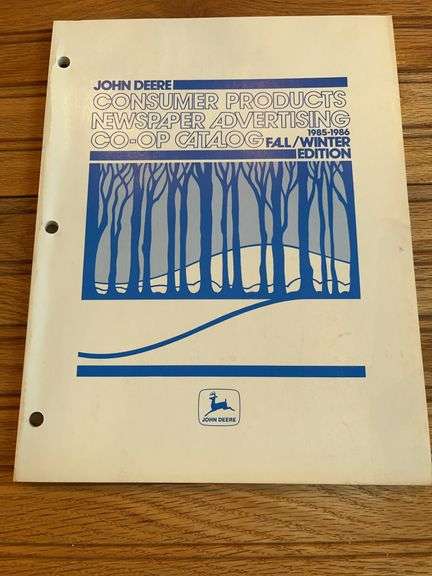 JOHN DEERE
CONSUMER PRODUCTS
NEWSPAPER ADVERTISING
CO-OP CATALOG FALL/WINTER 1985-1986
EDITION
JOHN DEERE